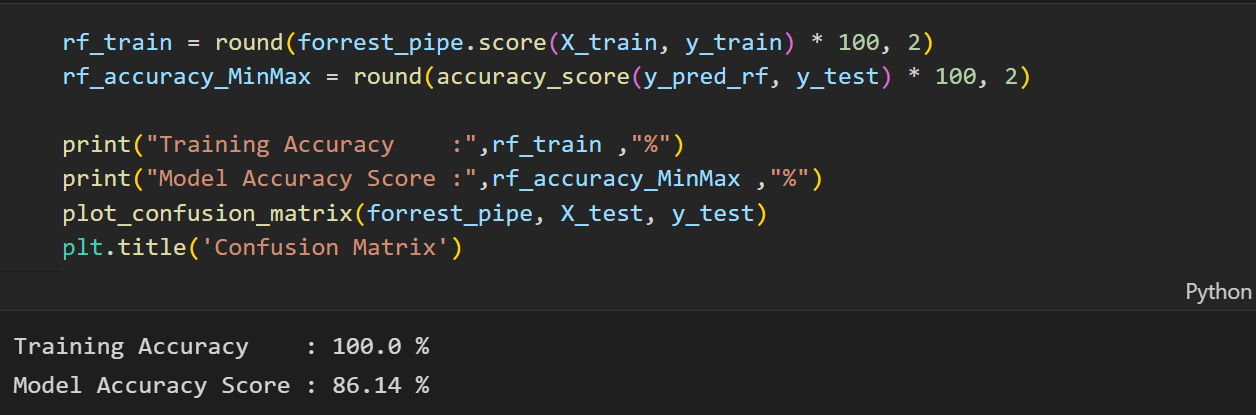 rf_train = round(forrest_pipe.score(X_train, y_train) * 100, 2)
rf_accuracy_MinMax = round(accuracy_score(y_pred_rf, y_test) * 100, 2)
print("Training Accuracy    :",rf_train ,"%")
print("Model Accuracy Score :",rf_accuracy_MinMax ,"%")
plot_confusion_matrix(forrest_pipe, X_test, y_test)
plt.title('Confusion Matrix')
Python
Training Accuracy    : 100.0 %
Model Accuracy Score : 86.14 %